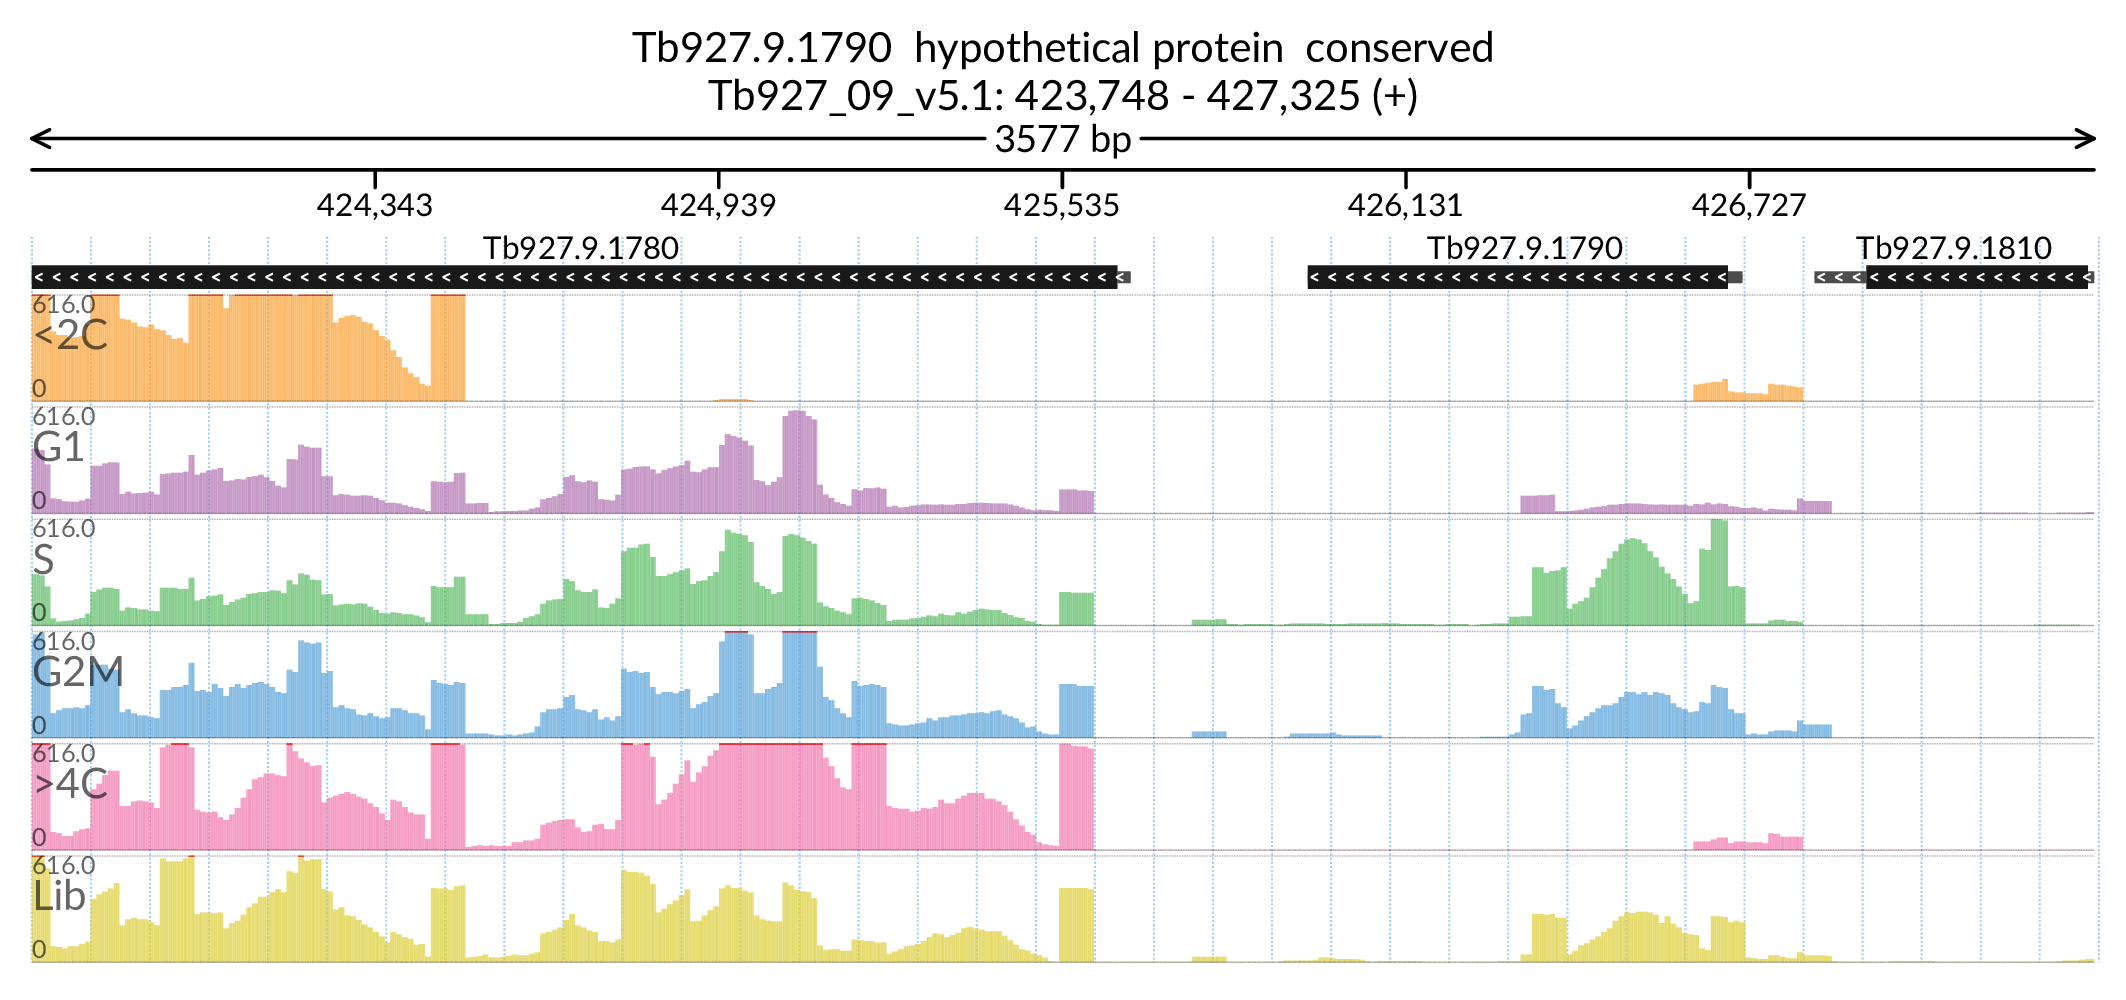 Tb927.9.1790 hypothetical protein conserved
Tb927_09_v5.1: 423,748 - 427,325 (+)
3577 bp
424,343 424,939 425,535 426,131 426,727
Tb927.9.1780 Tb927.9.1790 Tb927.9.1810
616.0
<2C
0
616.0
G1
0
616.0
S
0
616.0
G2M
0
616.0
>4C
0
616.0
Lib
0